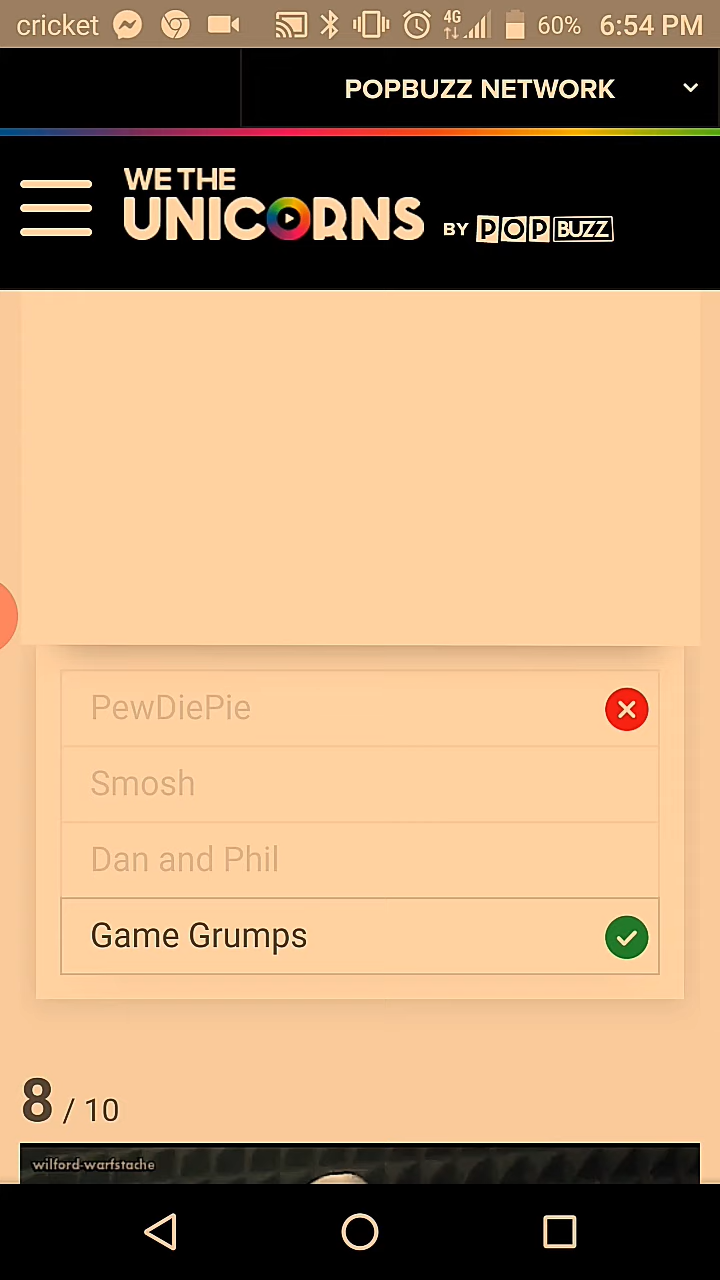 cricket 4G 60% 6:54 PM
POPBUZZ NETWORK
WE THE
UNICORNS BY POPBUZZ
PewDiePie
Smosh
Dan and Phil
Game Grumps
8 / 10
wilford-warfstache